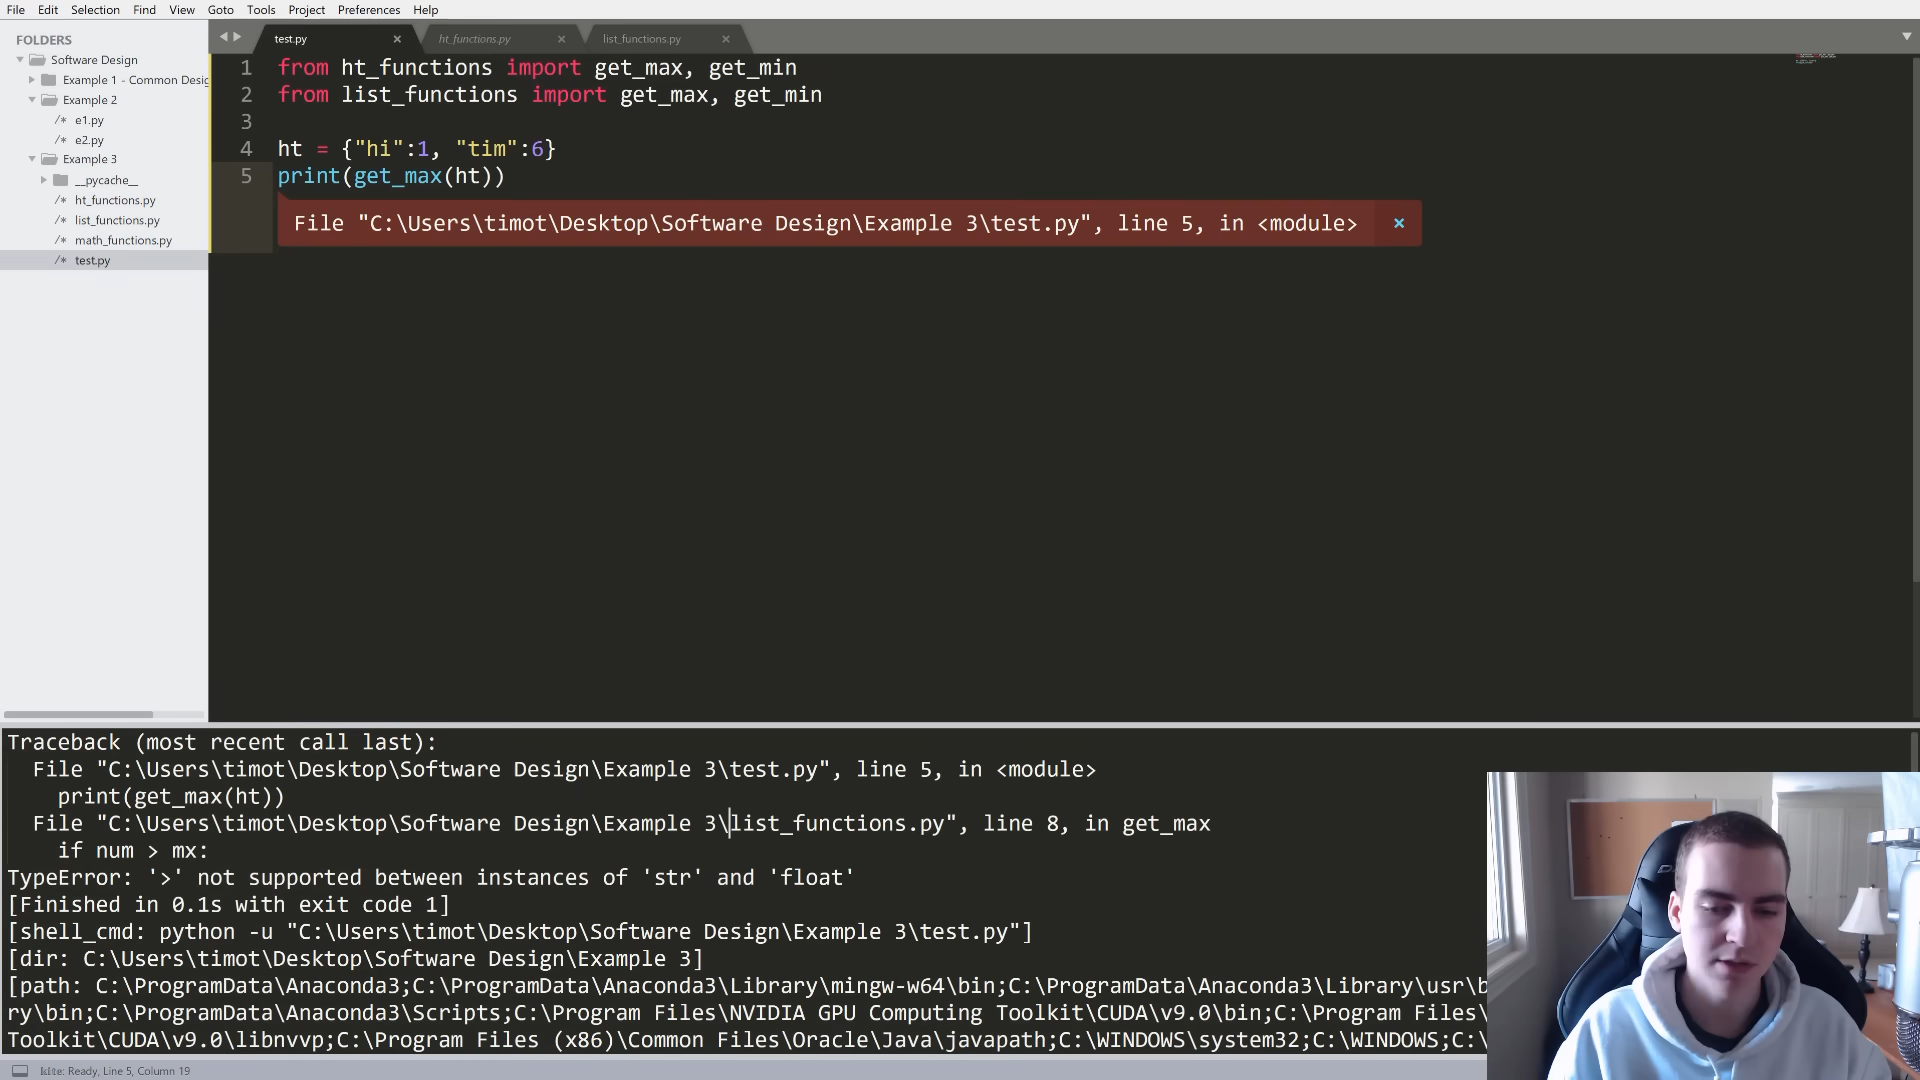 File Edit Selection Find View Goto Tools Project Preferences Help
FOLDERS
Software Design
Example 1 - Common Desig
Example 2
/* e1.py
/* e2.py
Example 3
__pycache__
/* ht_functions.py
/* list_functions.py
/* math_functions.py
/* test.py
test.py × ht_functions.py × list_functions.py ×
1 from ht_functions import get_max, get_min
2 from list_functions import get_max, get_min
3
4 ht = {"hi":1, "tim":6}
5 print(get_max(ht))
File "C:\Users\timot\Desktop\Software Design\Example 3\test.py", line 5, in <module> ×
Traceback (most recent call last):
File "C:\Users\timot\Desktop\Software Design\Example 3\test.py", line 5, in <module>
print(get_max(ht))
File "C:\Users\timot\Desktop\Software Design\Example 3\list_functions.py", line 8, in get_max
if num > mx:
TypeError: '>' not supported between instances of 'str' and 'float'
[Finished in 0.1s with exit code 1]
[shell_cmd: python -u "C:\Users\timot\Desktop\Software Design\Example 3\test.py"]
[dir: C:\Users\timot\Desktop\Software Design\Example 3]
[path: C:\ProgramData\Anaconda3;C:\ProgramData\Anaconda3\Library\mingw-w64\bin;C:\ProgramData\Anaconda3\Library\usr\b
ry\bin;C:\ProgramData\Anaconda3\Scripts;C:\Program Files\NVIDIA GPU Computing Toolkit\CUDA\v9.0\bin;C:\Program Files\
Toolkit\CUDA\v9.0\libnvvp;C:\Program Files (x86)\Common Files\Oracle\Java\javapath;C:\WINDOWS\system32;C:\WINDOWS;C:\
kite: Ready, Line 5, Column 19